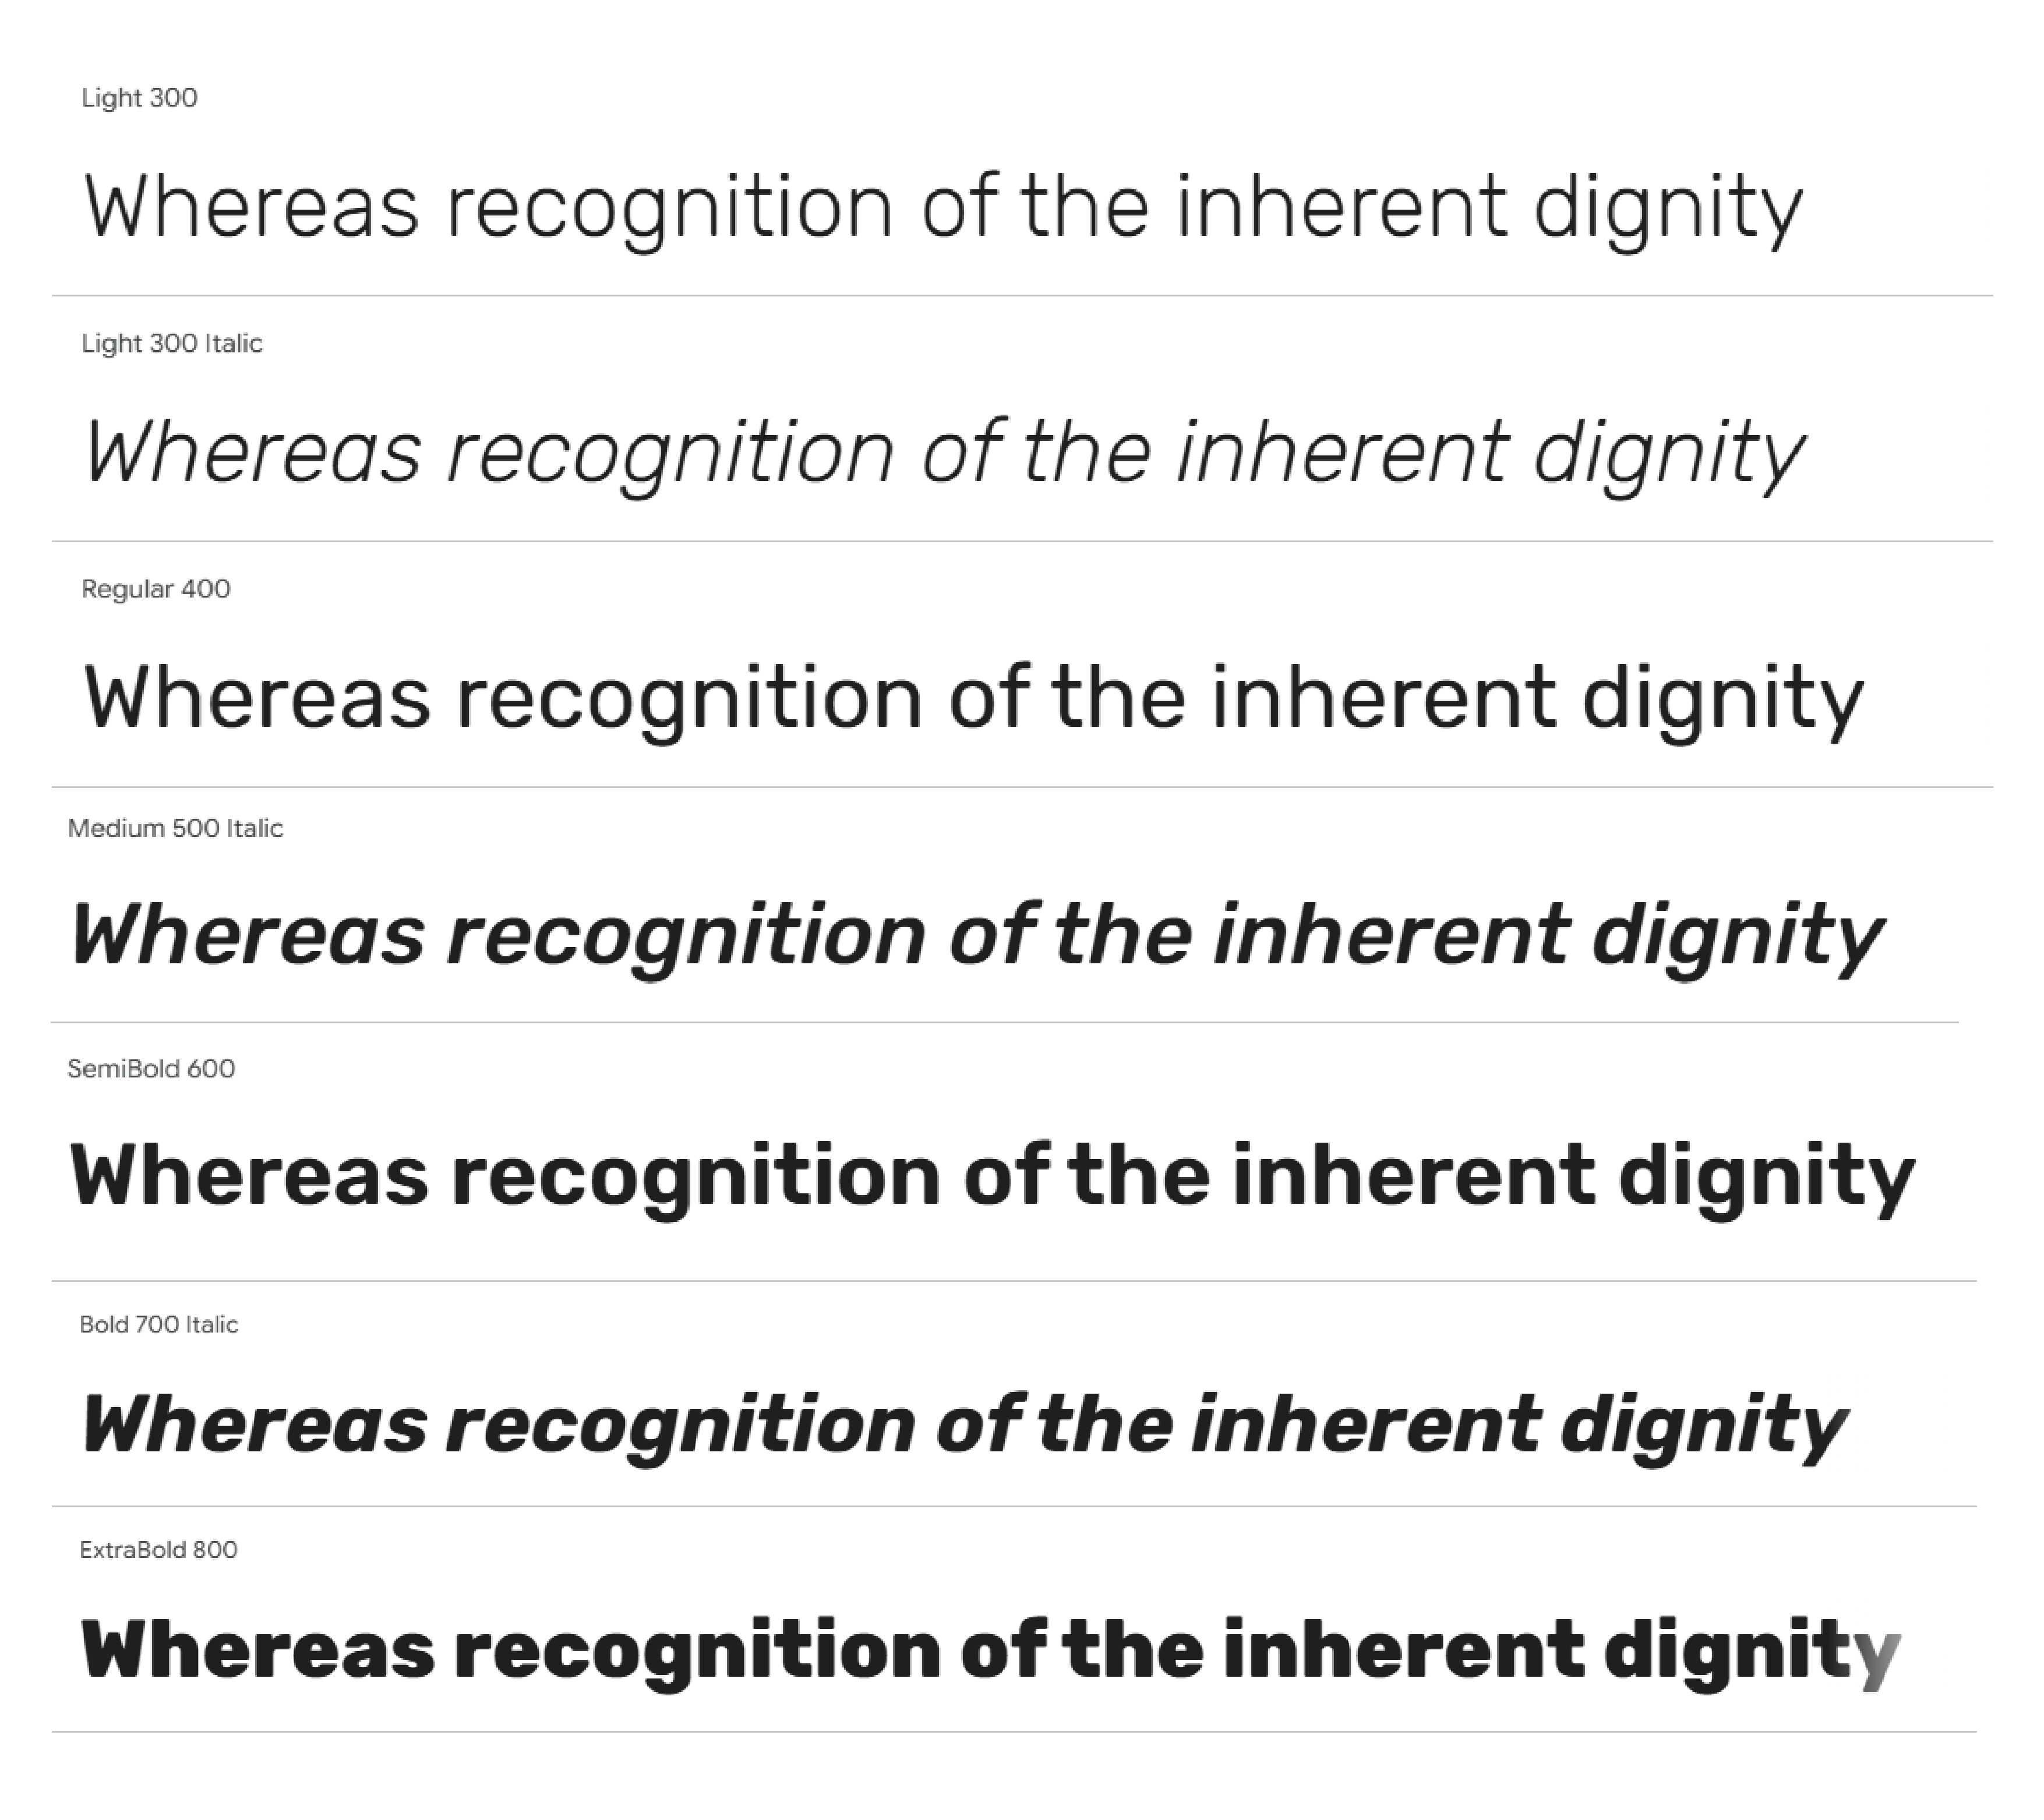 Light 300
Whereas recognition of the inherent dignity
Light 300 Italic
Whereas recognition of the inherent dignity
Regular 400
Whereas recognition of the inherent dignity
Medium 500 Italic
Whereas recognition of the inherent dignity
SemiBold 600
Whereas recognition of the inherent dignity
Bold 700 Italic
Whereas recognition of the inherent dignity
ExtraBold 800
Whereas recognition of the inherent dignity